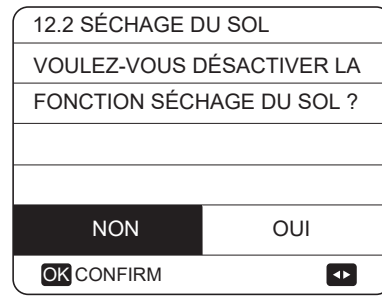 12.2 SÉCHAGE DU SOL
VOULEZ-VOUS DÉSACTIVER LA
FONCTION SÉCHAGE DU SOL ?
NON OUI
OK CONFIRM